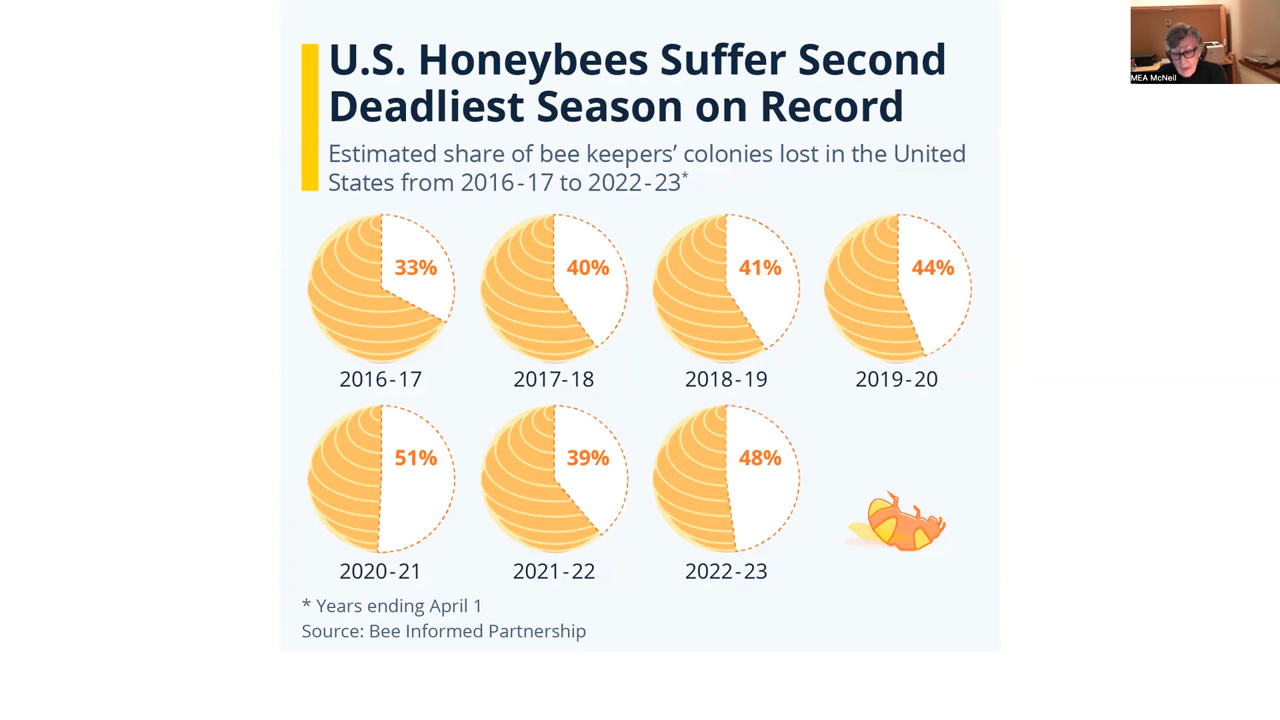 U.S. Honeybees Suffer Second
Deadliest Season on Record
Estimated share of bee keepers' colonies lost in the United
States from 2016-17 to 2022-23*
33%
40%
41%
44%
2016-17
2017-18
2018-19
2019-20
51%
39%
48%
2020-21
2021-22
2022-23
* Years ending April 1
Source: Bee Informed Partnership
MEA McNeil